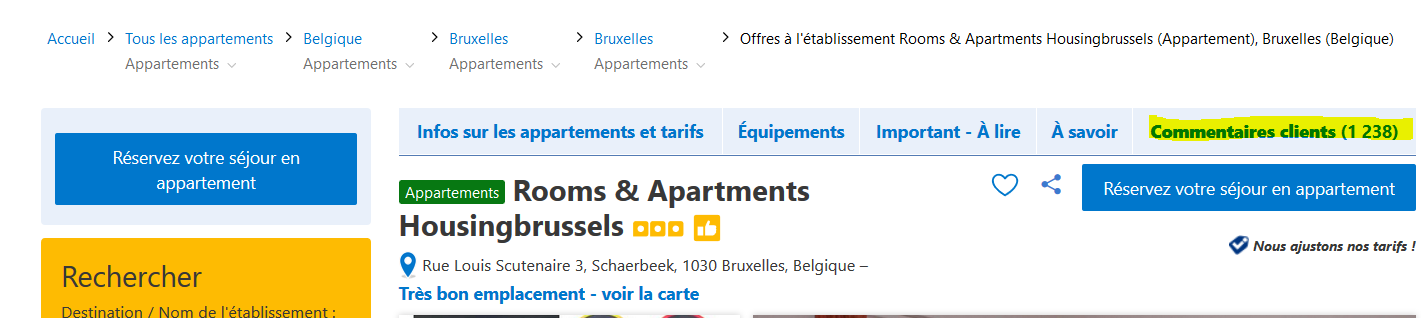 Accueil > Tous les appartements > Belgique > Bruxelles > Bruxelles > Offres à l'établissement Rooms & Apartments Housingbrussels (Appartement), Bruxelles (Belgique)
Appartements Appartements Appartements Appartements
Réservez votre séjour en
appartement
Rechercher
Destination / Nom de l'établissement :
Infos sur les appartements et tarifs Équipements Important - À lire À savoir Commentaires clients (1 238)
Appartements Rooms & Apartments
Housingbrussels
Réservez votre séjour en appartement
Nous ajustons nos tarifs !
Rue Louis Scutenaire 3, Schaerbeek, 1030 Bruxelles, Belgique –
Très bon emplacement - voir la carte